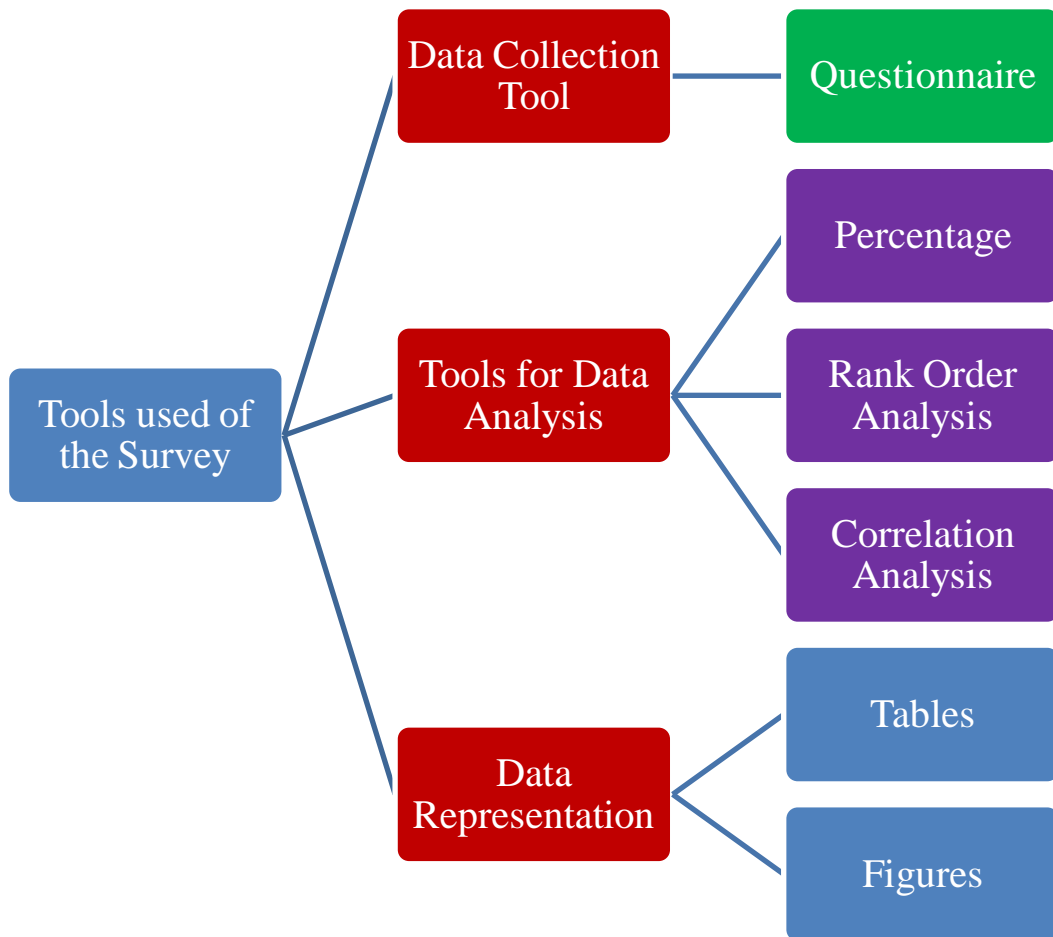 Tools used of
the Survey
Data Collection
Tool
Questionnaire
Tools for Data
Analysis
Percentage
Rank Order
Analysis
Correlation
Analysis
Data
Representation
Tables
Figures